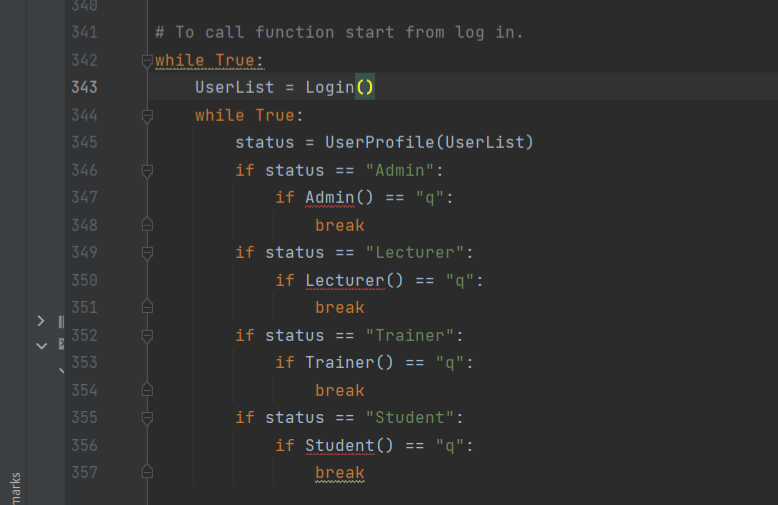 340
341 # To call function start from log in.
342 while True:
343     UserList = Login()
344     while True:
345         status = UserProfile(UserList)
346         if status == "Admin":
347             if Admin() == "q":
348                 break
349         if status == "Lecturer":
350             if Lecturer() == "q":
351                 break
352         if status == "Trainer":
353             if Trainer() == "q":
354                 break
355         if status == "Student":
356             if Student() == "q":
357                 break
marks